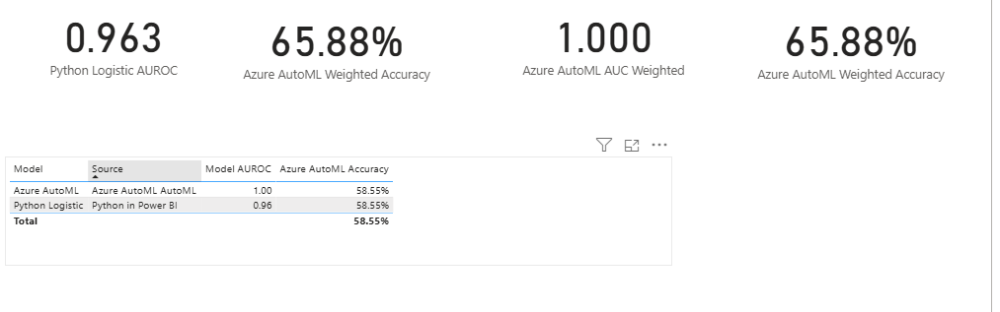 0.963 65.88% 1.000 65.88%
Python Logistic AUROC Azure AutoML Weighted Accuracy Azure AutoML AUC Weighted Azure AutoML Weighted Accuracy
Model Source Model AUROC Azure AutoML Accuracy
Azure AutoML Azure AutoML AutoML 1.00 58.55%
Python Logistic Python in Power BI 0.96 58.55%
Total 58.55%